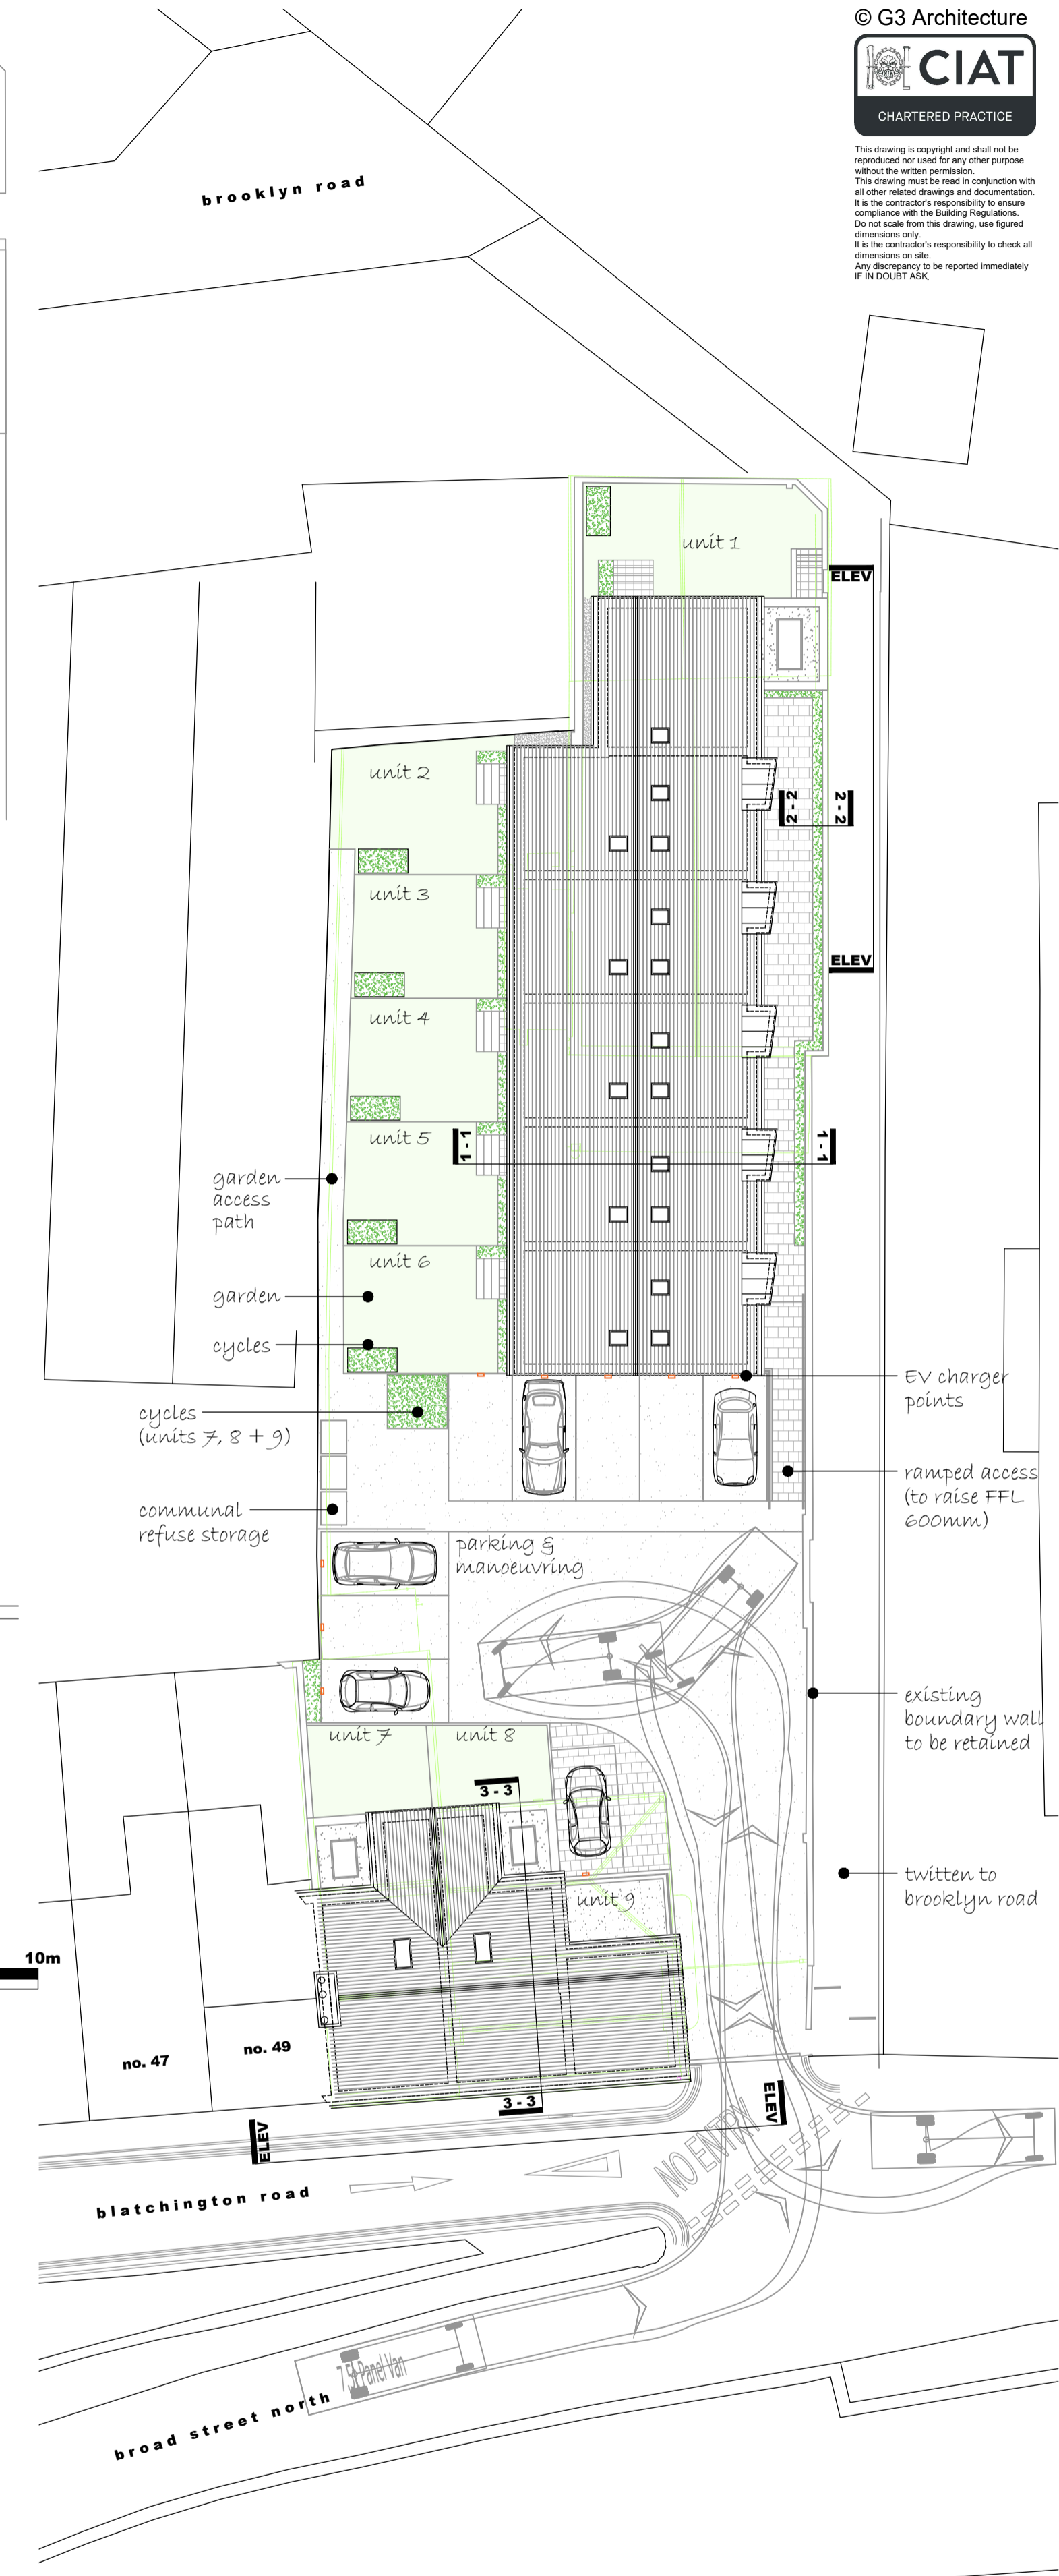 © G3 Architecture
CIAT
CHARTERED PRACTICE
This drawing is copyright and shall not be
reproduced nor used for any other purpose
without the written permission.
This drawing must be read in conjunction with
all other related drawings and documentation.
It is the contractor's responsibility to ensure
compliance with the Building Regulations.
Do not scale from this drawing, use figured
dimensions only.
It is the contractor's responsibility to check all
dimensions on site.
Any discrepancy to be reported immediately
IF IN DOUBT ASK.
brooklyn road
unit 1
ELEV
unit 2
2 - 2
2 - 2
unit 3
ELEV
unit 4
unit 5
1 - 1
1 - 1
garden
access
path
unit 6
garden
cycles
EV charger
points
cycles
(units 7, 8 + 9)
ramped access
(to raise FFL
600mm)
communal
refuse storage
parking &
manoeuvring
existing
boundary wall
to be retained
unit 7
unit 8
3 - 3
twitten to
brooklyn road
unit 9
10m
no. 47
no. 49
3 - 3
ELEV
ELEV
NO ENTRY
blatchington road
7.5t Panel Van
broad street north